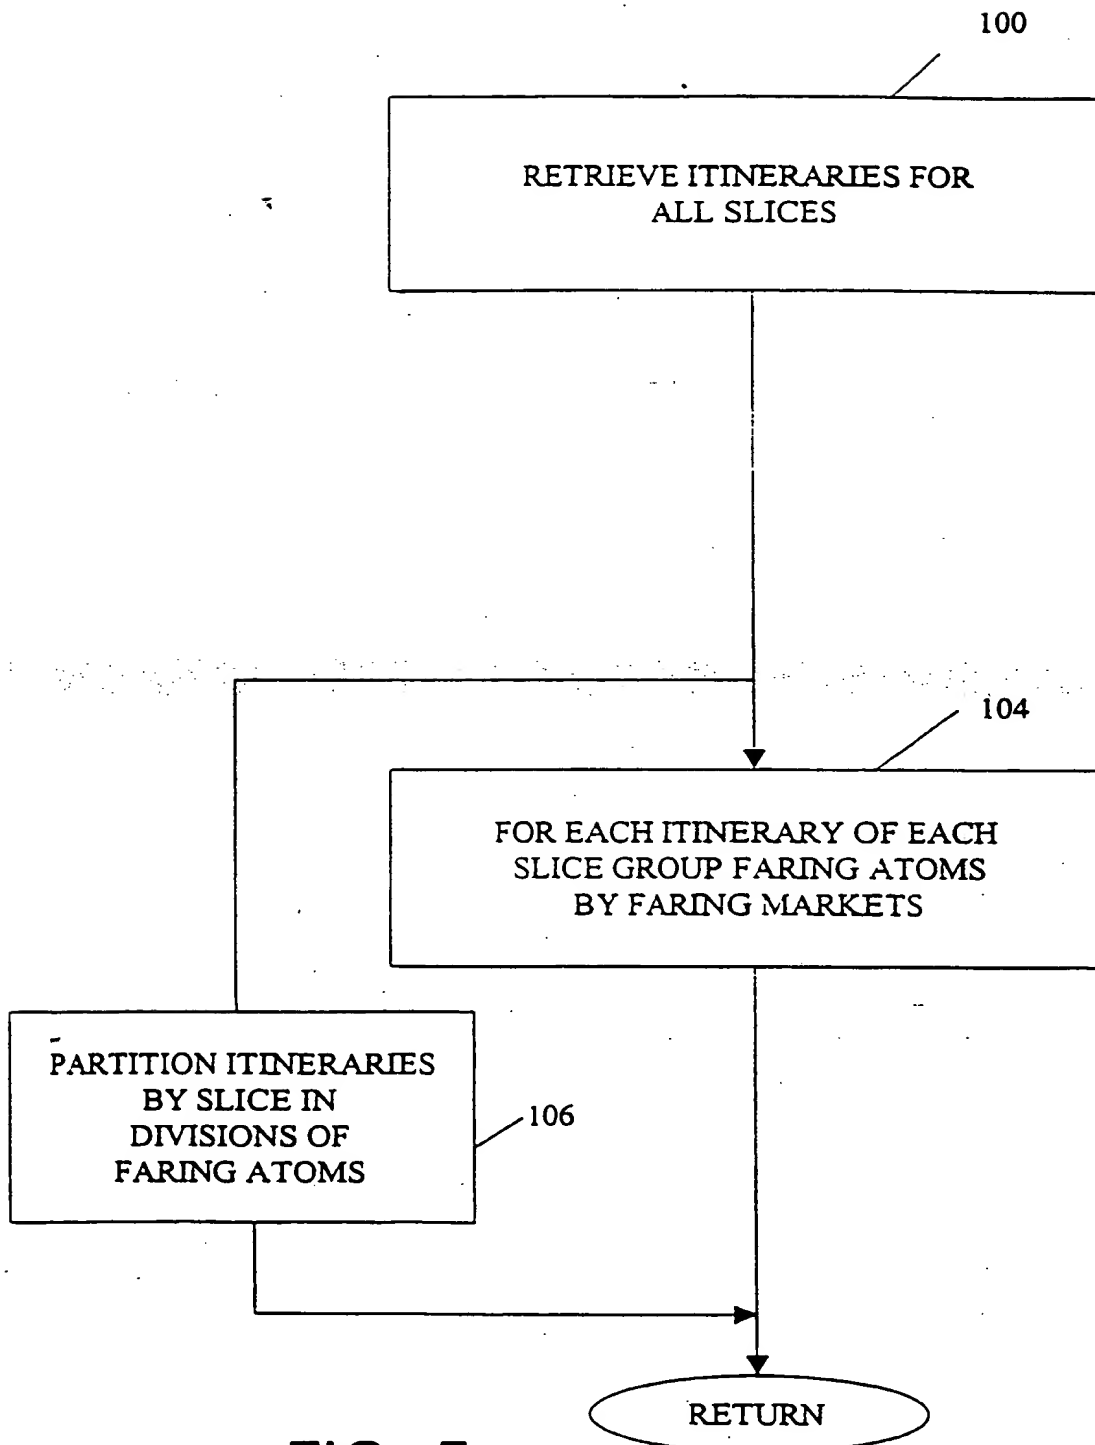 100
RETRIEVE ITINERARIES FOR
ALL SLICES
104
FOR EACH ITINERARY OF EACH
SLICE GROUP FARING ATOMS
BY FARING MARKETS
PARTITION ITINERARIES
BY SLICE IN
DIVISIONS OF
FARING ATOMS
106
RETURN